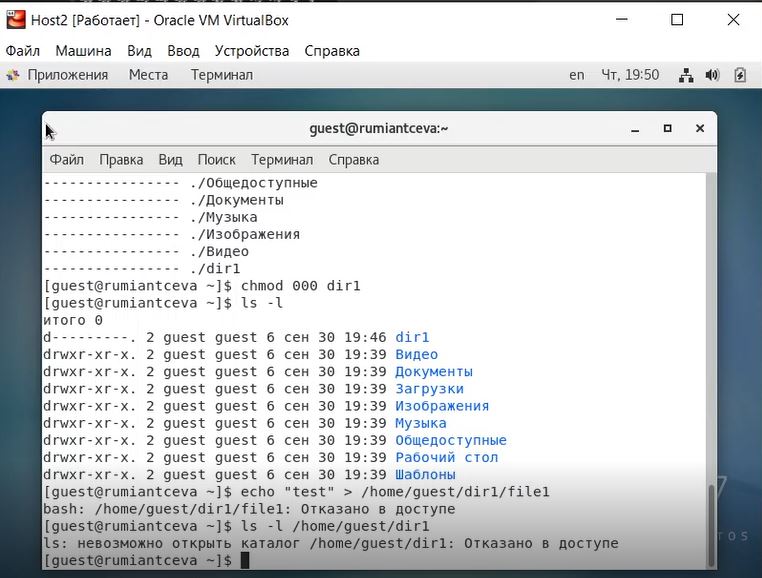 Host2 [Работает] - Oracle VM VirtualBox
Файл Машина Вид Ввод Устройства Справка
Приложения Места Терминал en Чт, 19:50
guest@rumiantceva:~
Файл Правка Вид Поиск Терминал Справка
---------------- ./Общедоступные
---------------- ./Документы
---------------- ./Музыка
---------------- ./Изображения
---------------- ./Видео
---------------- ./dir1
[guest@rumiantceva ~]$ chmod 000 dir1
[guest@rumiantceva ~]$ ls -l
итого 0
d---------. 2 guest guest 6 сен 30 19:46 dir1
drwxr-xr-x. 2 guest guest 6 сен 30 19:39 Видео
drwxr-xr-x. 2 guest guest 6 сен 30 19:39 Документы
drwxr-xr-x. 2 guest guest 6 сен 30 19:39 Загрузки
drwxr-xr-x. 2 guest guest 6 сен 30 19:39 Изображения
drwxr-xr-x. 2 guest guest 6 сен 30 19:39 Музыка
drwxr-xr-x. 2 guest guest 6 сен 30 19:39 Общедоступные
drwxr-xr-x. 2 guest guest 6 сен 30 19:39 Рабочий стол
drwxr-xr-x. 2 guest guest 6 сен 30 19:39 Шаблоны
[guest@rumiantceva ~]$ echo "test" > /home/guest/dir1/file1
bash: /home/guest/dir1/file1: Отказано в доступе
[guest@rumiantceva ~]$ ls -l /home/guest/dir1
ls: невозможно открыть каталог /home/guest/dir1: Отказано в доступе
[guest@rumiantceva ~]$
7
TOS